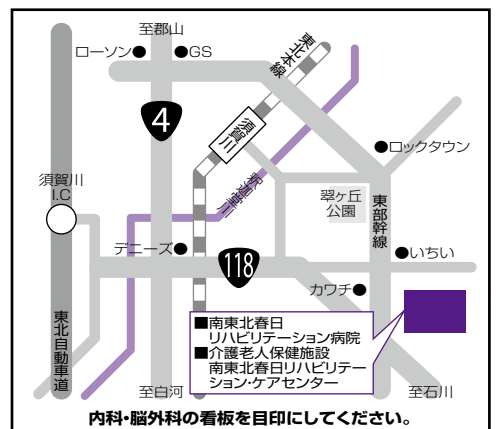 至郡山
ローソン●
●GS
東北本線
4
須賀川
●ロックタウン
須賀川
I.C
釈迦堂川
翠ヶ丘
公園
東部幹線
デニーズ●
118
●いちい
カワチ●
東北自動車道
■南東北春日
リハビリテーション病院
■介護老人保健施設
南東北春日リハビリテー
ション・ケアセンター
至白河
至石川
内科・脳外科の看板を目印にしてください。